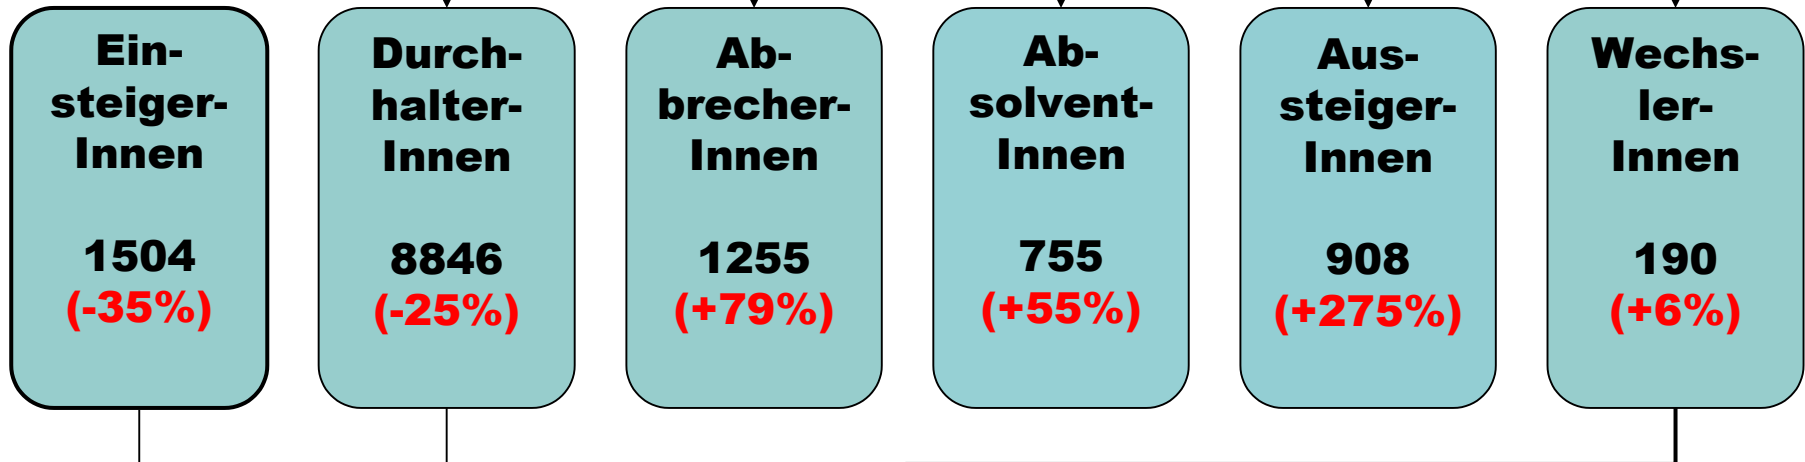 Ein-
steiger-
Innen
1504
(-35%)
Durch-
halter-
Innen
8846
(-25%)
Ab-
brecher-
Innen
1255
(+79%)
Ab-
solvent-
Innen
755
(+55%)
Aus-
steiger-
Innen
908
(+275%)
Wechs-
ler-
Innen
190
(+6%)